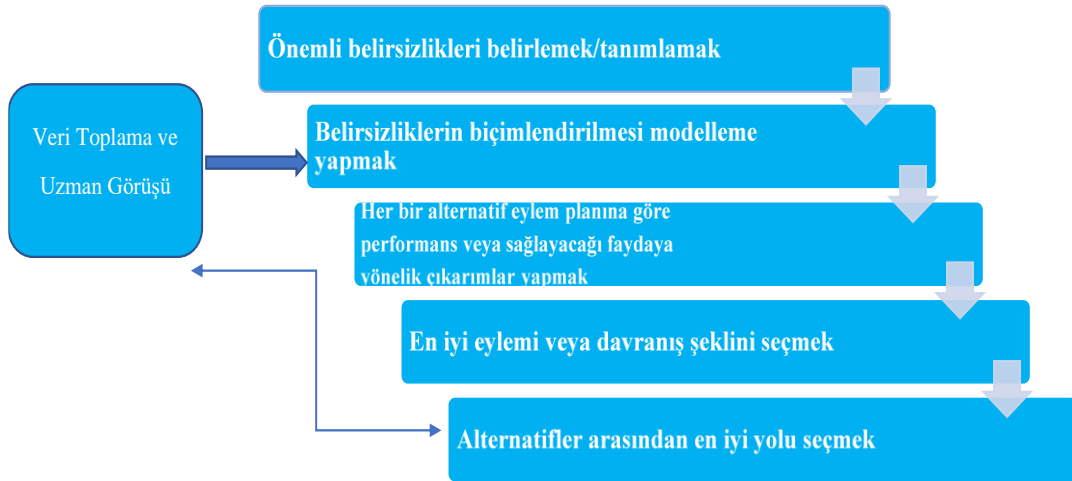 Önemli belirsizlikleri belirlemek/tanımlamak
Veri Toplama ve
Uzman Görüşü
Belirsizliklerin biçimlendirilmesi modelleme
yapmak
Her bir alternatif eylem planına göre
performans veya sağlayacağı faydaya
yönelik çıkarımlar yapmak
En iyi eylemi veya davranış şeklini seçmek
Alternatifler arasından en iyi yolu seçmek